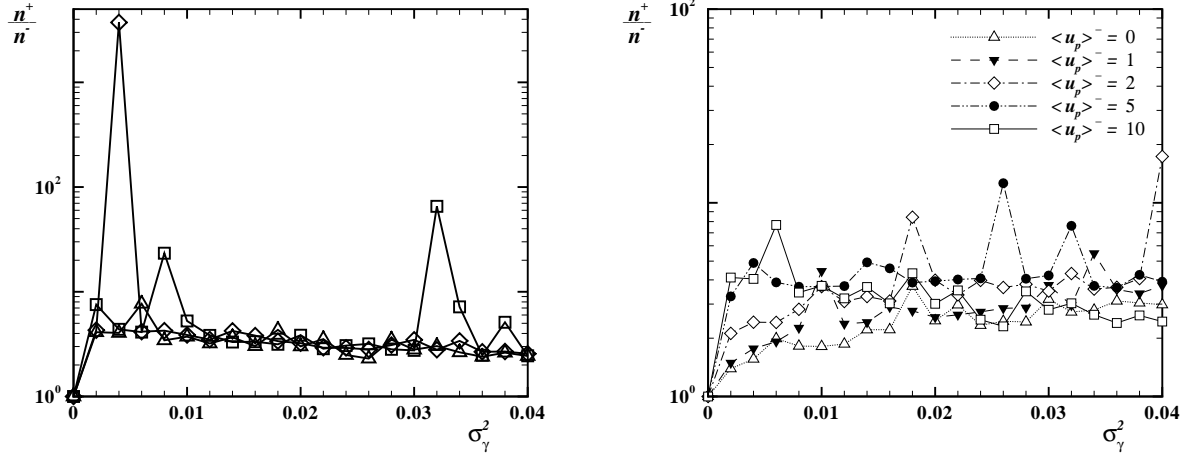 n⁺
n⁻
10²
10⁰
0 0.01 0.02 0.03 0.04
σ²γ
n⁺
n⁻
10²
<uₚ>⁻ = 0
<uₚ>⁻ = 1
<uₚ>⁻ = 2
<uₚ>⁻ = 5
<uₚ>⁻ = 10
10⁰
0 0.01 0.02 0.03 0.04
σ²γ